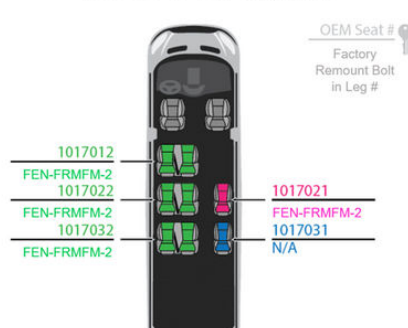 OEM Seat #
Factory
Remount Bolt
in Leg #
1017012
FEN-FRMFM-2
1017022
FEN-FRMFM-2
1017021
FEN-FRMFM-2
1017032
FEN-FRMFM-2
1017031
N/A